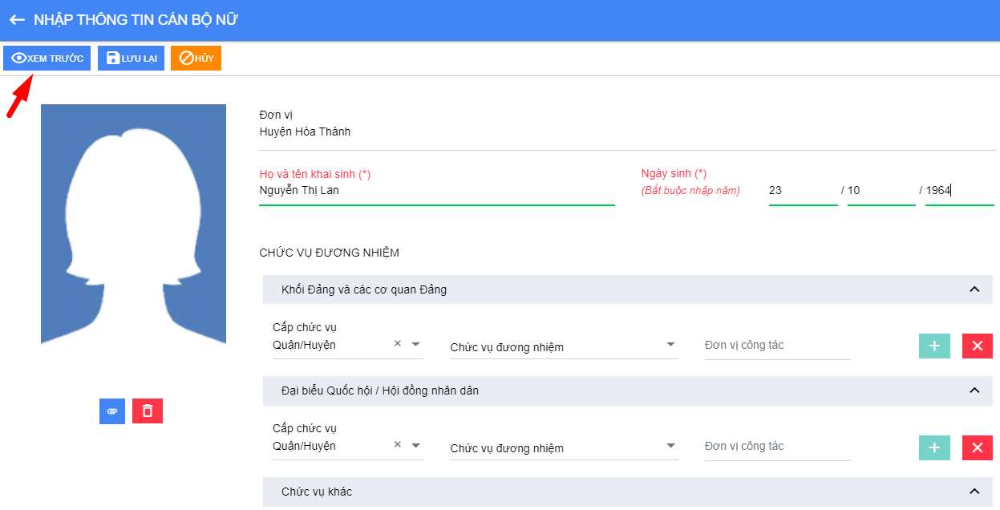 NHẬP THÔNG TIN CÁN BỘ NỮ
XEM TRƯỚC LƯU LẠI HỦY
Đơn vị
Huyện Hòa Thành
Họ và tên khai sinh (*) Ngày sinh (*)
Nguyễn Thị Lan (Bắt buộc nhập năm) 23 / 10 / 1964
CHỨC VỤ ĐƯƠNG NHIỆM
Khối Đảng và các cơ quan Đảng
Cấp chức vụ
Quận/Huyện Chức vụ đương nhiệm Đơn vị công tác
Đại biểu Quốc hội / Hội đồng nhân dân
Cấp chức vụ
Quận/Huyện Chức vụ đương nhiệm Đơn vị công tác
Chức vụ khác